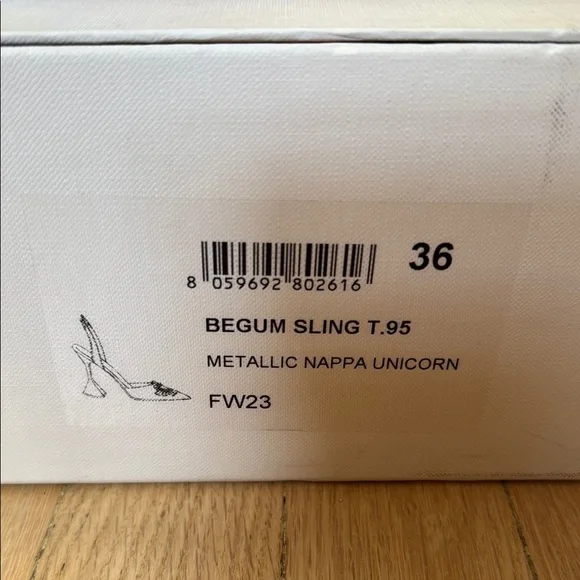 36
8 059692 802616
BEGUM SLING T.95
METALLIC NAPPA UNICORN
FW23